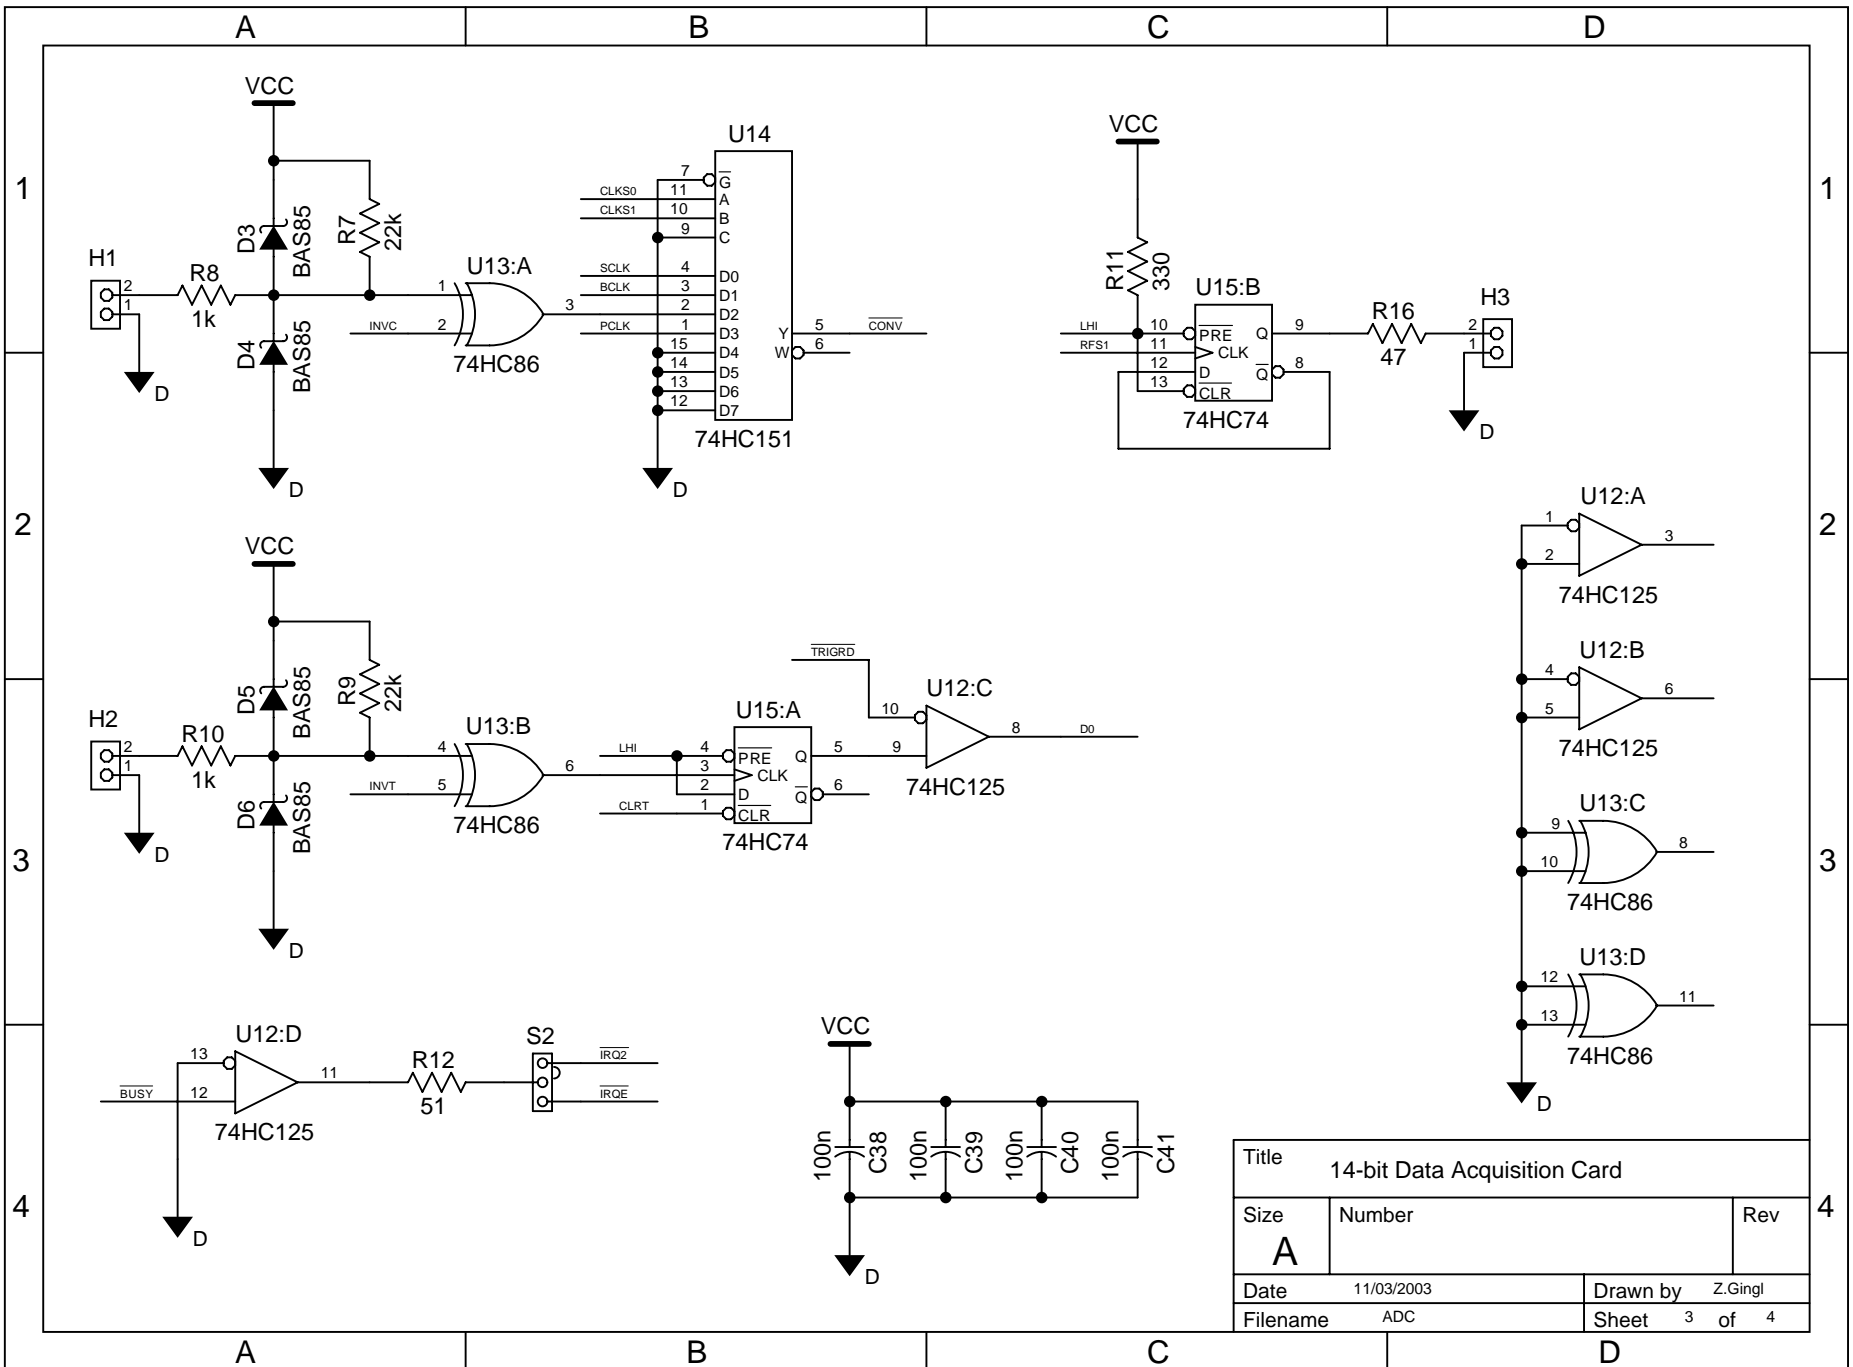 A B C D
1 1
2 2
3 3
4 4
A B C D
VCC
H1
2
1
D
R8
1k
D3
BAS85
D4
BAS85
R7
22k
D
U13:A
1
2
3
INVC
74HC86
U14
7 G
CLKS0 11 A
CLKS1 10 B
9 C
SCLK 4 D0
BCLK 3 D1
2 D2
PCLK 1 D3
15 D4
14 D5
13 D6
12 D7
Y 5 CONV
W 6
74HC151
D
VCC
R11
330
U15:B
LHI 10 PRE Q 9
RFS1 11 CLK
12 D Q 8
13 CLR
74HC74
R16
47
H3
2
1
D
VCC
H2
2
1
D
R10
1k
D5
BAS85
D6
BAS85
R9
22k
D
U13:B
4
5
6
INVT
74HC86
U15:A
LHI 4 PRE Q 5
3 CLK
2 D Q 6
CLRT 1 CLR
74HC74
TRIGRD
U12:C
10
9
8 D0
74HC125
U12:A
1
2
3
74HC125
U12:B
4
5
6
74HC125
U13:C
9
10
8
74HC86
U13:D
12
13
11
74HC86
D
U12:D
13
BUSY 12
11
74HC125
D
R12
51
S2
IRQ2
IRQE
VCC
100n C38
100n C39
100n C40
100n C41
D
Title 14-bit Data Acquisition Card
Size Number Rev
A
Date 11/03/2003 Drawn by Z.Gingl
Filename ADC Sheet 3 of 4